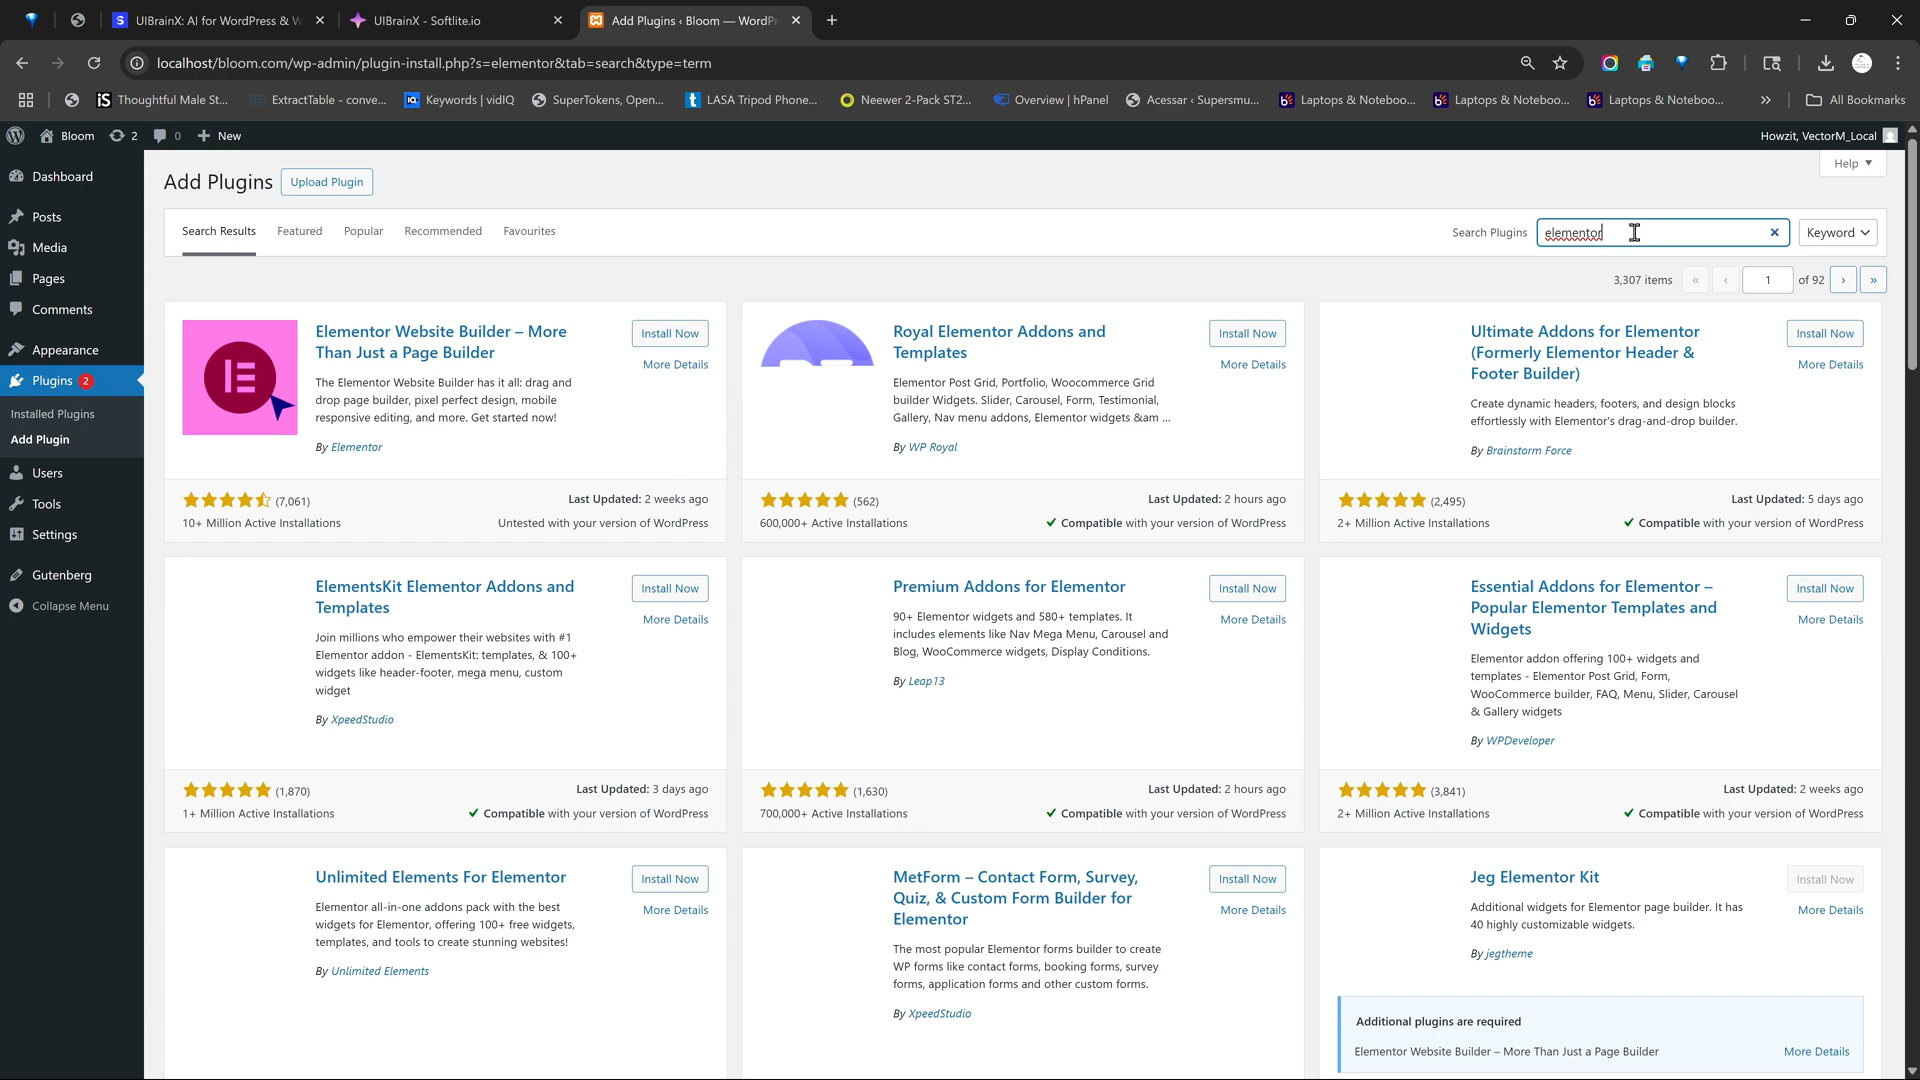 UIBrainX: AI for WordPress & W
UIBrainX - Softlite.io
Add Plugins ‹ Bloom — WordP
localhost/bloom.com/wp-admin/plugin-install.php?s=elementor&tab=search&type=term
Thoughtful Male St...
ExtractTable - conve...
Keywords | vidIQ
SuperTokens, Open...
LASA Tripod Phone...
Neewer 2-Pack ST2...
Overview | hPanel
Acessar ‹ Supersmu...
Laptops & Noteboo...
Laptops & Noteboo...
Laptops & Noteboo...
All Bookmarks
Bloom
2
0
New
Howzit, VectorM_Local
Dashboard
Posts
Media
Pages
Comments
Appearance
Plugins 2
Installed Plugins
Add Plugin
Users
Tools
Settings
Gutenberg
Collapse Menu
Help
Add Plugins
Upload Plugin
Search Results
Featured
Popular
Recommended
Favourites
Search Plugins
elementor
Keyword
3,307 items
«
‹
1
of 92
›
»
Elementor Website Builder – More
Than Just a Page Builder
Install Now
More Details
The Elementor Website Builder has it all: drag and
drop page builder, pixel perfect design, mobile
responsive editing, and more. Get started now!
By Elementor
(7,061)
Last Updated: 2 weeks ago
10+ Million Active Installations
Untested with your version of WordPress
Royal Elementor Addons and
Templates
Install Now
More Details
Elementor Post Grid, Portfolio, Woocommerce Grid
builder Widgets. Slider, Carousel, Form, Testimonial,
Gallery, Nav menu addons, Elementor widgets &am ...
By WP Royal
(562)
Last Updated: 2 hours ago
600,000+ Active Installations
Compatible with your version of WordPress
Ultimate Addons for Elementor
(Formerly Elementor Header &
Footer Builder)
Install Now
More Details
Create dynamic headers, footers, and design blocks
effortlessly with Elementor's drag-and-drop builder.
By Brainstorm Force
(2,495)
Last Updated: 5 days ago
2+ Million Active Installations
Compatible with your version of WordPress
ElementsKit Elementor Addons and
Templates
Install Now
More Details
Join millions who empower their websites with #1
Elementor addon - ElementsKit: templates, & 100+
widgets like header-footer, mega menu, custom
widget
By XpeedStudio
(1,870)
Last Updated: 3 days ago
1+ Million Active Installations
Compatible with your version of WordPress
Premium Addons for Elementor
Install Now
More Details
90+ Elementor widgets and 580+ templates. It
includes elements like Nav Mega Menu, Carousel and
Blog, WooCommerce widgets, Display Conditions.
By Leap13
(1,630)
Last Updated: 2 hours ago
700,000+ Active Installations
Compatible with your version of WordPress
Essential Addons for Elementor –
Popular Elementor Templates and
Widgets
Install Now
More Details
Elementor addon offering 100+ widgets and
templates - Elementor Post Grid, Form,
WooCommerce builder, FAQ, Menu, Slider, Carousel
& Gallery widgets
By WPDeveloper
(3,841)
Last Updated: 2 weeks ago
2+ Million Active Installations
Compatible with your version of WordPress
Unlimited Elements For Elementor
Install Now
More Details
Elementor all-in-one addons pack with the best
widgets for Elementor, offering 100+ free widgets,
templates, and tools to create stunning websites!
By Unlimited Elements
MetForm – Contact Form, Survey,
Quiz, & Custom Form Builder for
Elementor
Install Now
More Details
The most popular Elementor forms builder to create
WP forms like contact forms, booking forms, survey
forms, application forms and other custom forms.
By XpeedStudio
Jeg Elementor Kit
Install Now
More Details
Additional widgets for Elementor page builder. It has
40 highly customizable widgets.
By jegtheme
Additional plugins are required
Elementor Website Builder – More Than Just a Page Builder
More Details